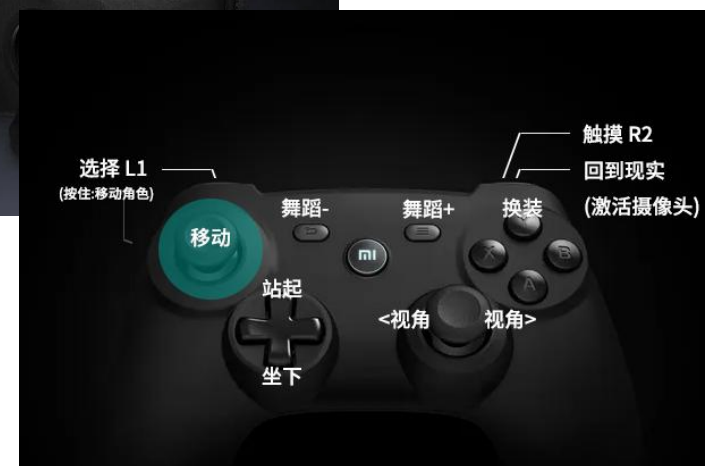 触摸 R2
选择 L1
回到现实
(按住:移动角色)
舞蹈-
舞蹈+
换装
(激活摄像头)
移动
mi
X
B
A
站起
<视角
视角>
坐下